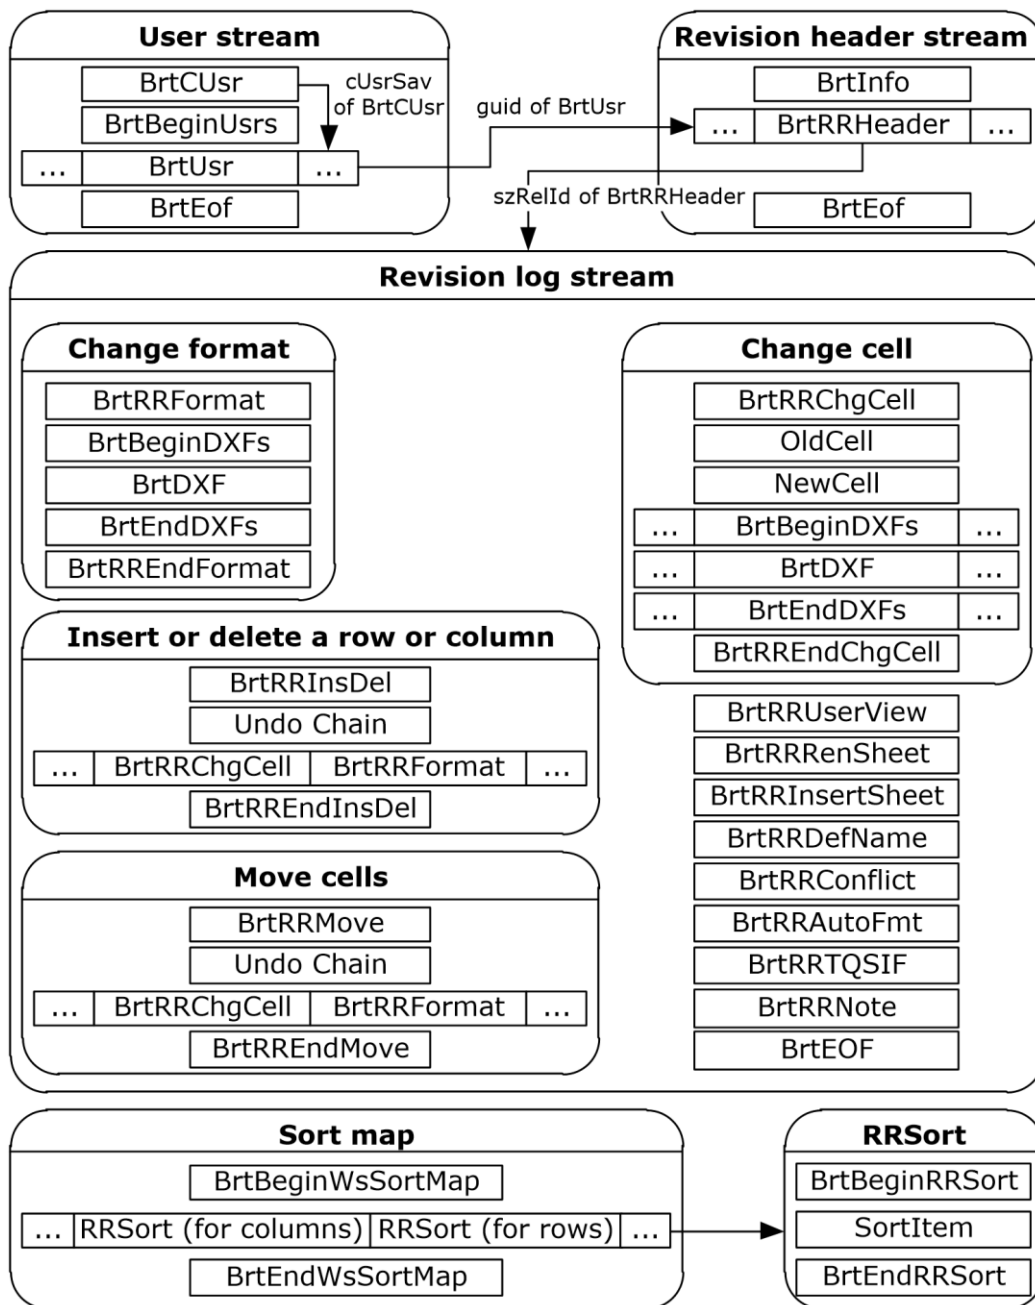 User stream
BrtCUsr
BrtBeginUsrs
... BrtUsr ...
BrtEof
cUsrSav
of BrtCUsr
guid of BrtUsr
Revision header stream
BrtInfo
... BrtRRHeader ...
BrtEof
szRelId of BrtRRHeader
Revision log stream
Change format
BrtRRFormat
BrtBeginDXFs
BrtDXF
BrtEndDXFs
BrtRREndFormat
Insert or delete a row or column
BrtRRInsDel
Undo Chain
... BrtRRChgCell BrtRRFormat ...
BrtRREndInsDel
Move cells
BrtRRMove
Undo Chain
... BrtRRChgCell BrtRRFormat ...
BrtRREndMove
Change cell
BrtRRChgCell
OldCell
NewCell
... BrtBeginDXFs ...
... BrtDXF ...
... BrtEndDXFs ...
BrtRREndChgCell
BrtRRUserView
BrtRRRenSheet
BrtRRInsertSheet
BrtRRDefName
BrtRRConflict
BrtRRAutoFmt
BrtRRTQSIF
BrtRRNote
BrtEOF
Sort map
BrtBeginWsSortMap
... RRSort (for columns) RRSort (for rows) ...
BrtEndWsSortMap
RRSort
BrtBeginRRSort
SortItem
BrtEndRRSort